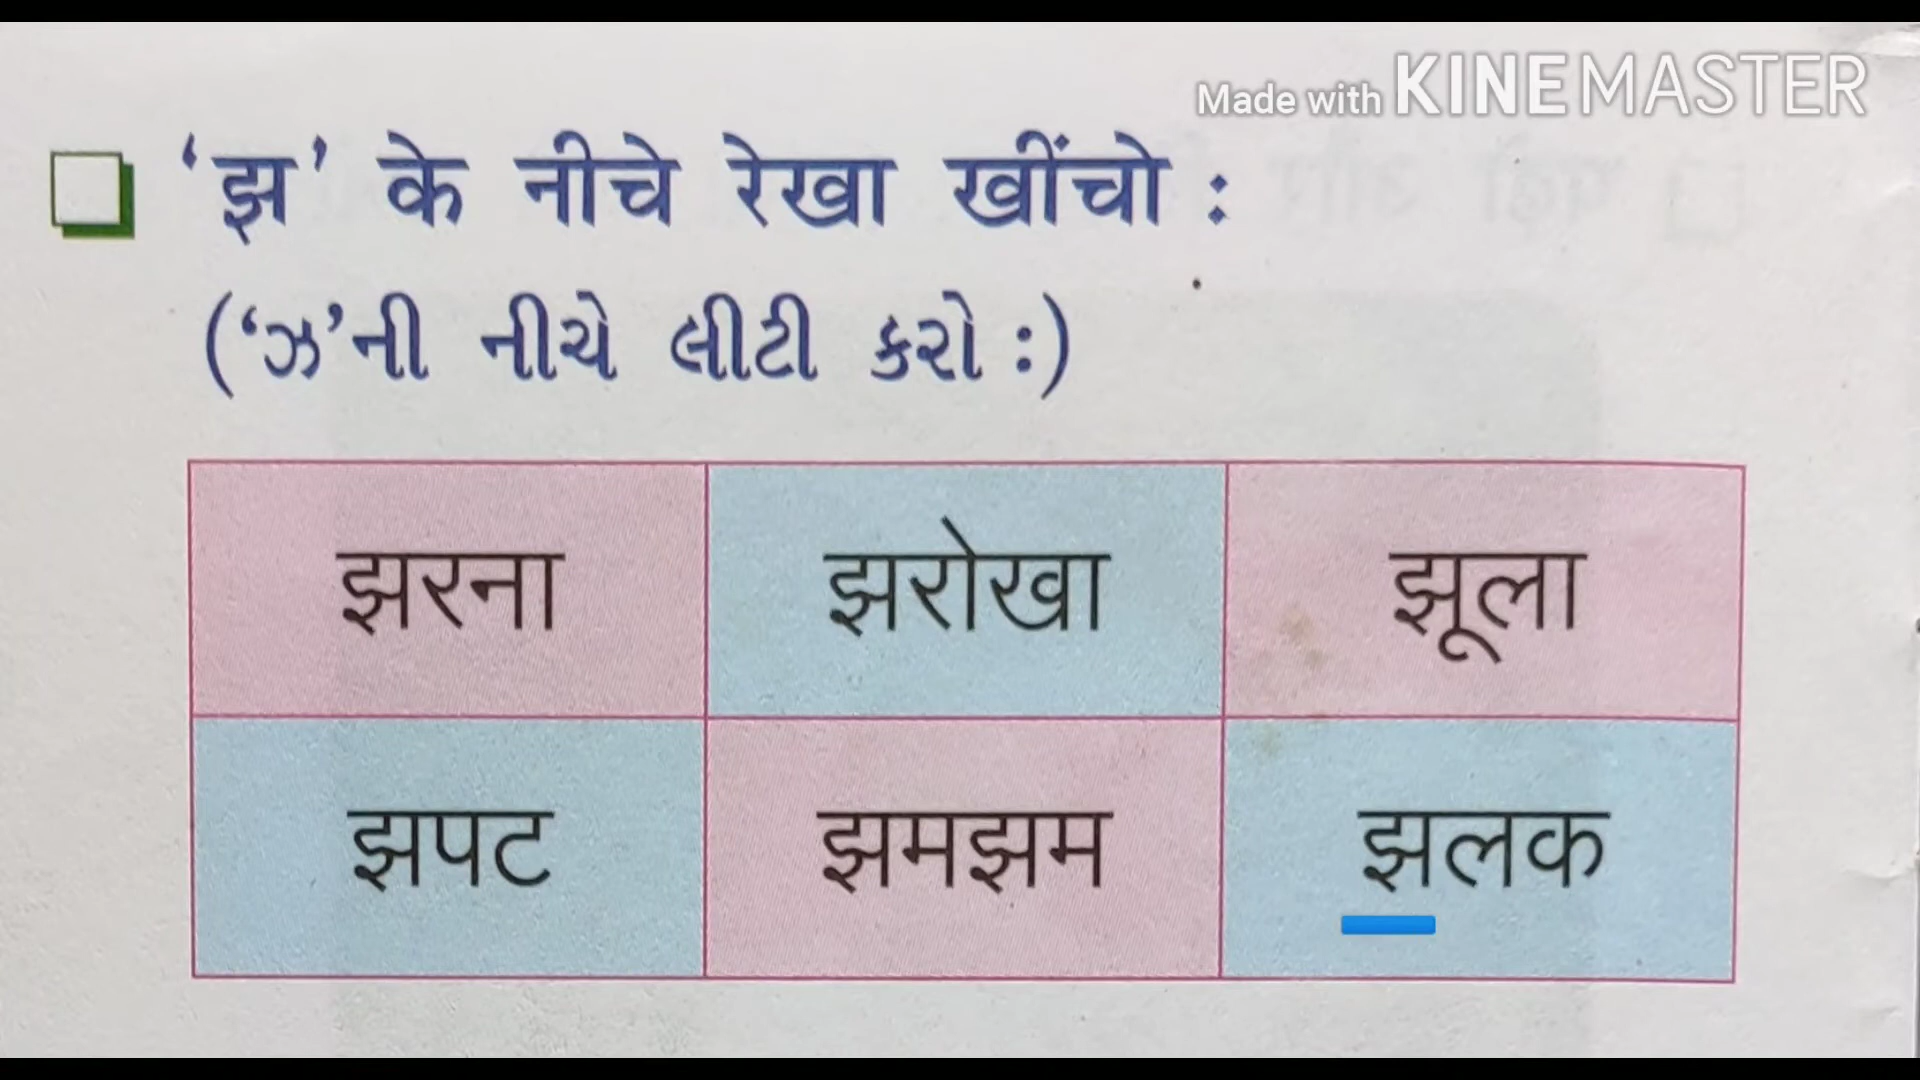 Made with KINEMASTER
‘झ’ के नीचे रेखा खींचो :
(‘ઝ’ની નીચે લીટી કરો :)
झरना झरोखा झूला
झपट झमझम झलक